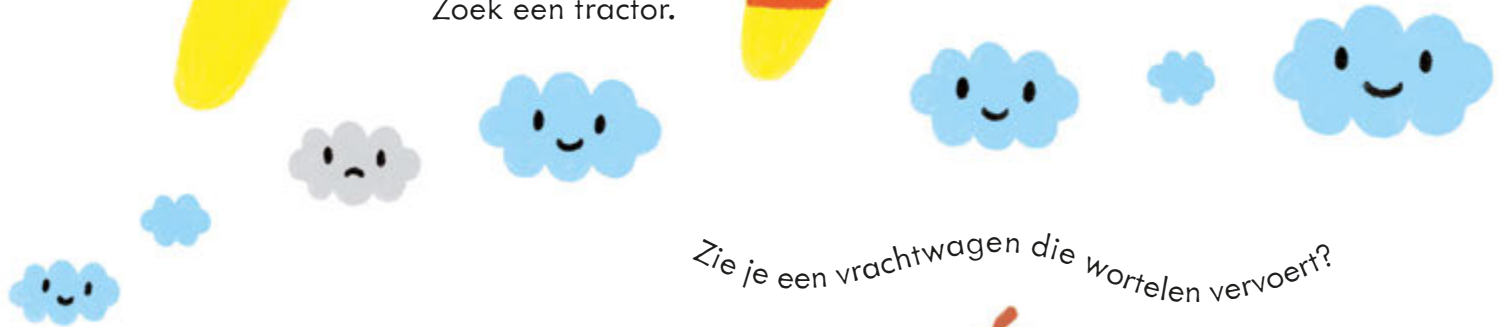 Zoek een tractor.
Zie je een vrachtwagen die wortelen vervoert?